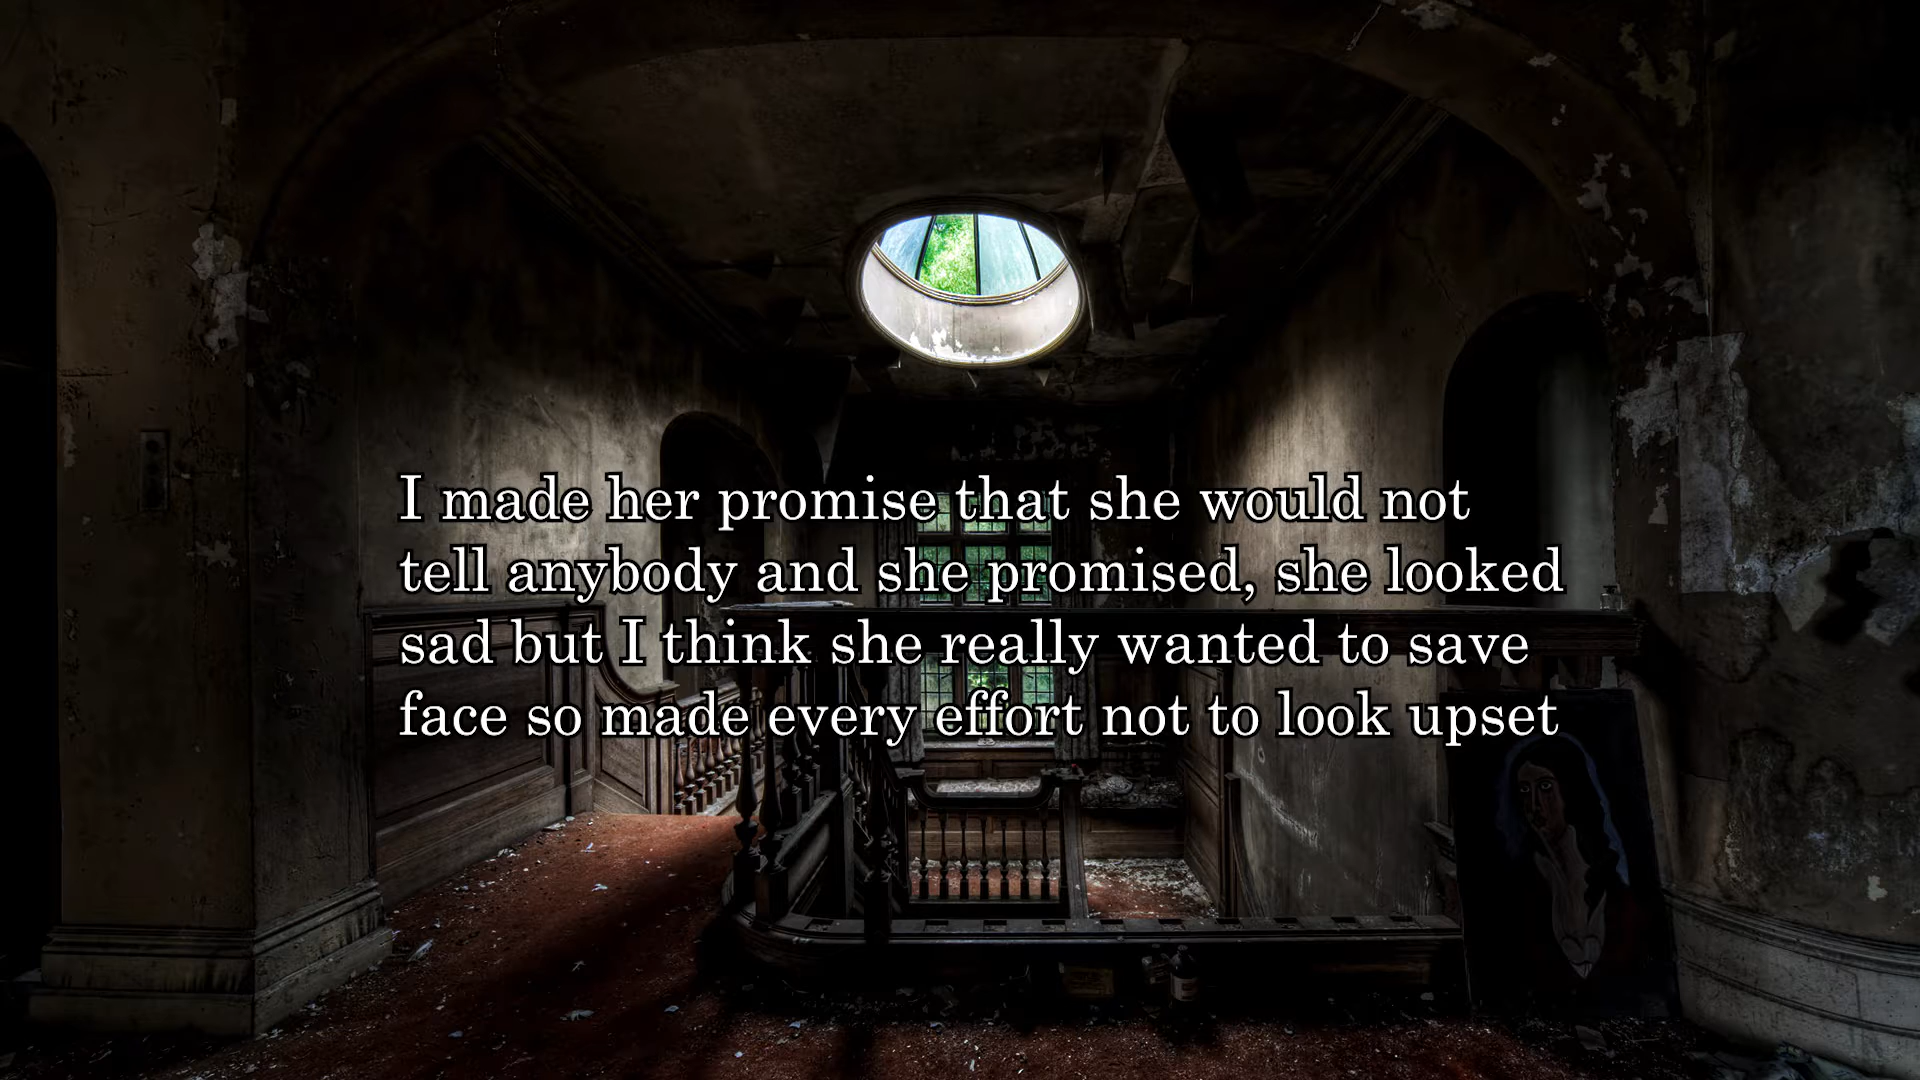 I made her promise that she would not
tell anybody and she promised, she looked
sad but I think she really wanted to save
face so made every effort not to look upset